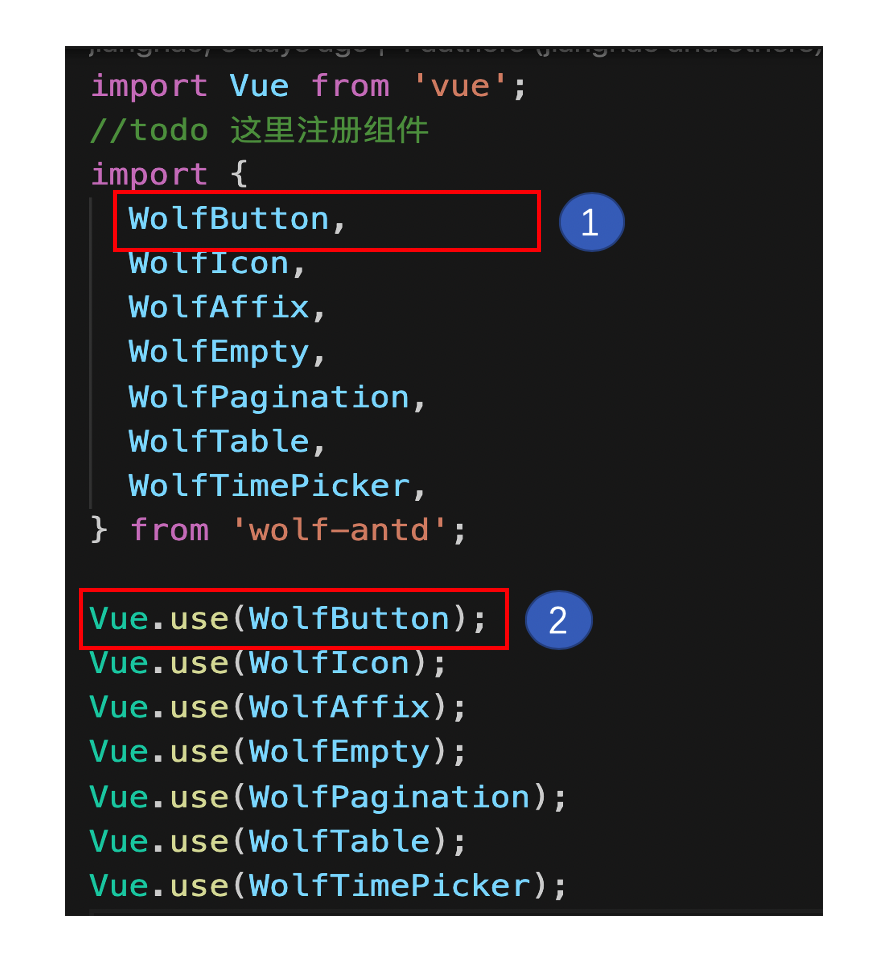 import Vue from 'vue';
//todo 这里注册组件
import {
WolfButton,
1
WolfIcon,
WolfAffix,
WolfEmpty,
WolfPagination,
WolfTable,
WolfTimePicker,
} from 'wolf-antd';
Vue.use(WolfButton);
2
Vue.use(WolfIcon);
Vue.use(WolfAffix);
Vue.use(WolfEmpty);
Vue.use(WolfPagination);
Vue.use(WolfTable);
Vue.use(WolfTimePicker);